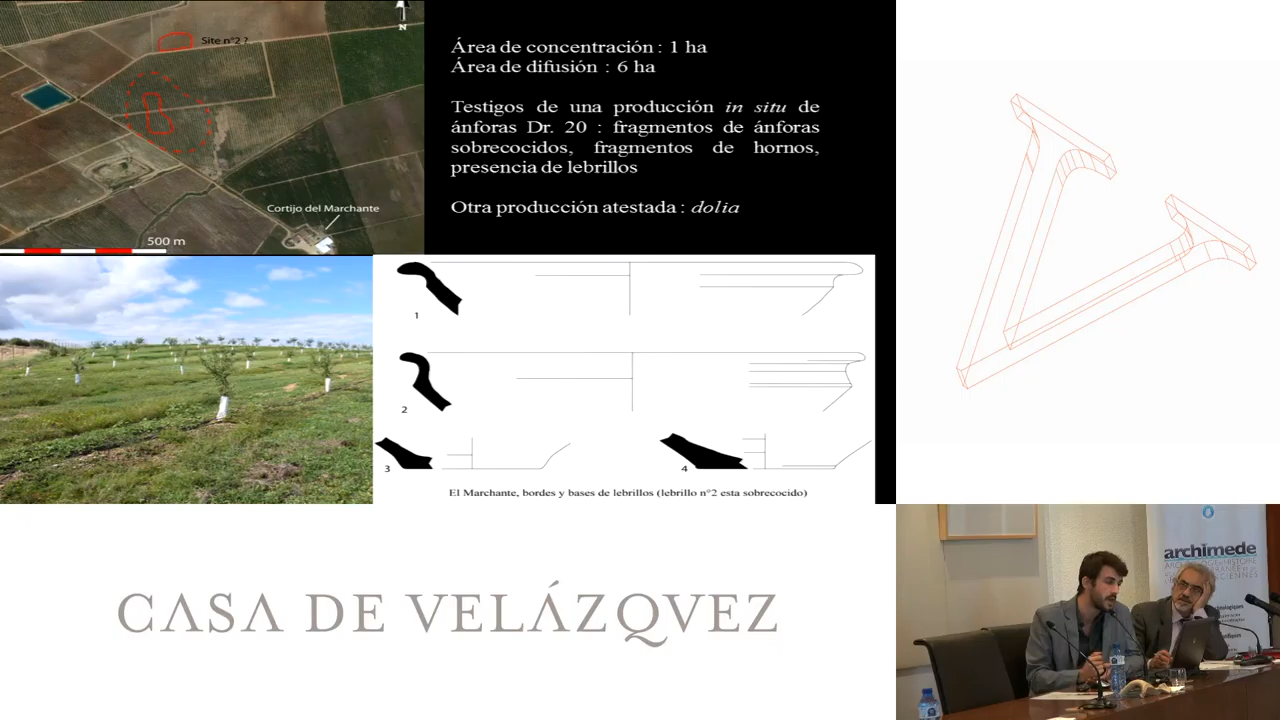 N
Site n°2 ?
Cortijo del Marchante
500 m
Área de concentración : 1 ha
Área de difusión : 6 ha
Testigos de una producción in situ de
ánforas Dr. 20 : fragmentos de ánforas
sobrecocidos, fragmentos de hornos,
presencia de lebrillos
Otra producción atestada : dolia
1
2
3
4
El Marchante, bordes y bases de lebrillos (lebrillo n°2 esta sobrecocido)
CASA DE VELÁZQVEZ
archimede